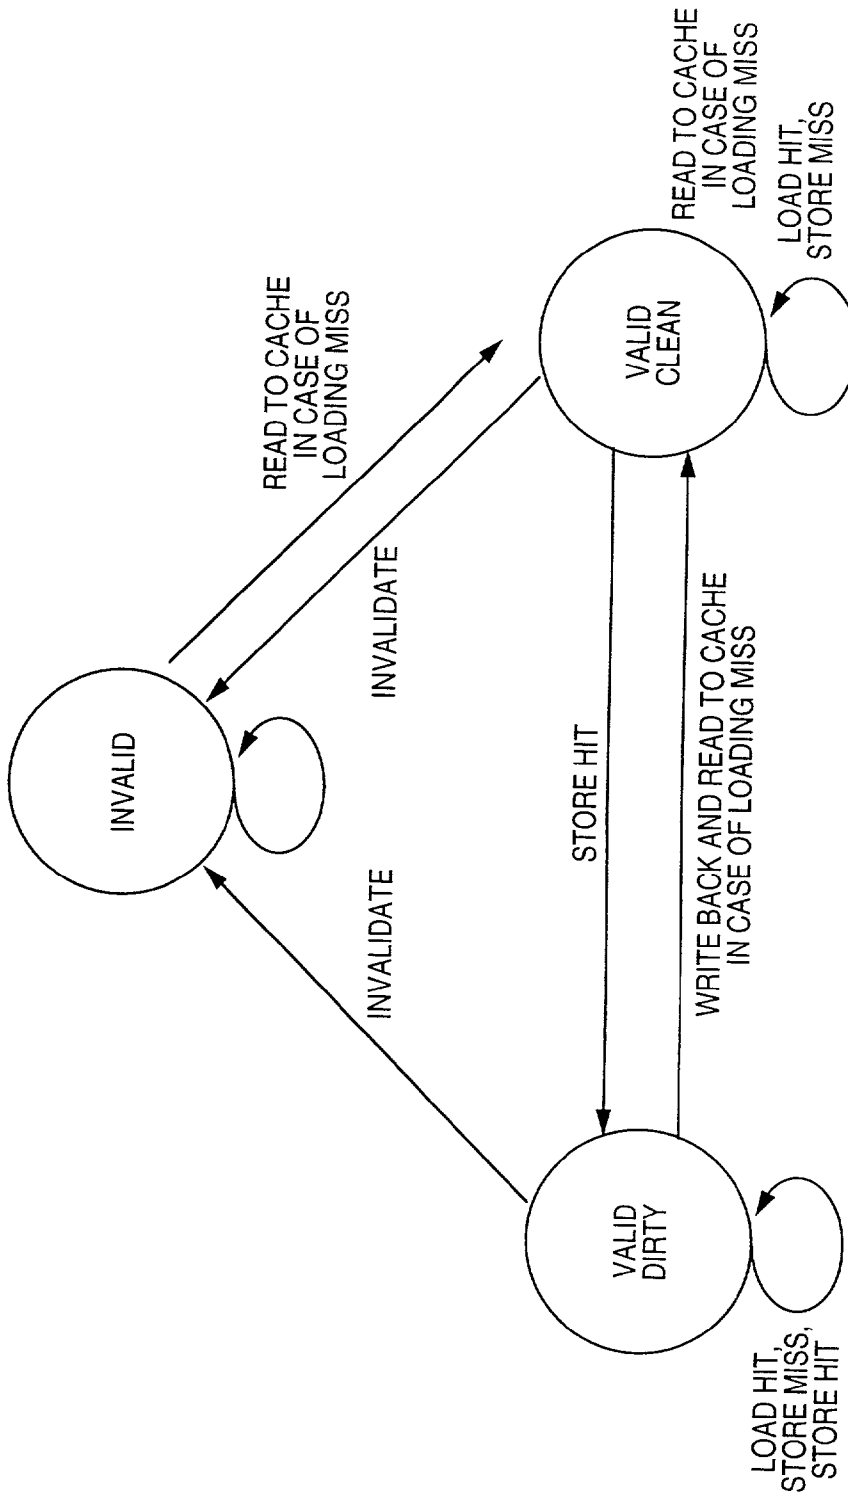 INVALID
READ TO CACHE
IN CASE OF
LOADING MISS
INVALIDATE
INVALIDATE
STORE HIT
WRITE BACK AND READ TO CACHE
IN CASE OF LOADING MISS
VALID
DIRTY
LOAD HIT,
STORE MISS,
STORE HIT
VALID
CLEAN
READ TO CACHE
IN CASE OF
LOADING MISS
LOAD HIT,
STORE MISS